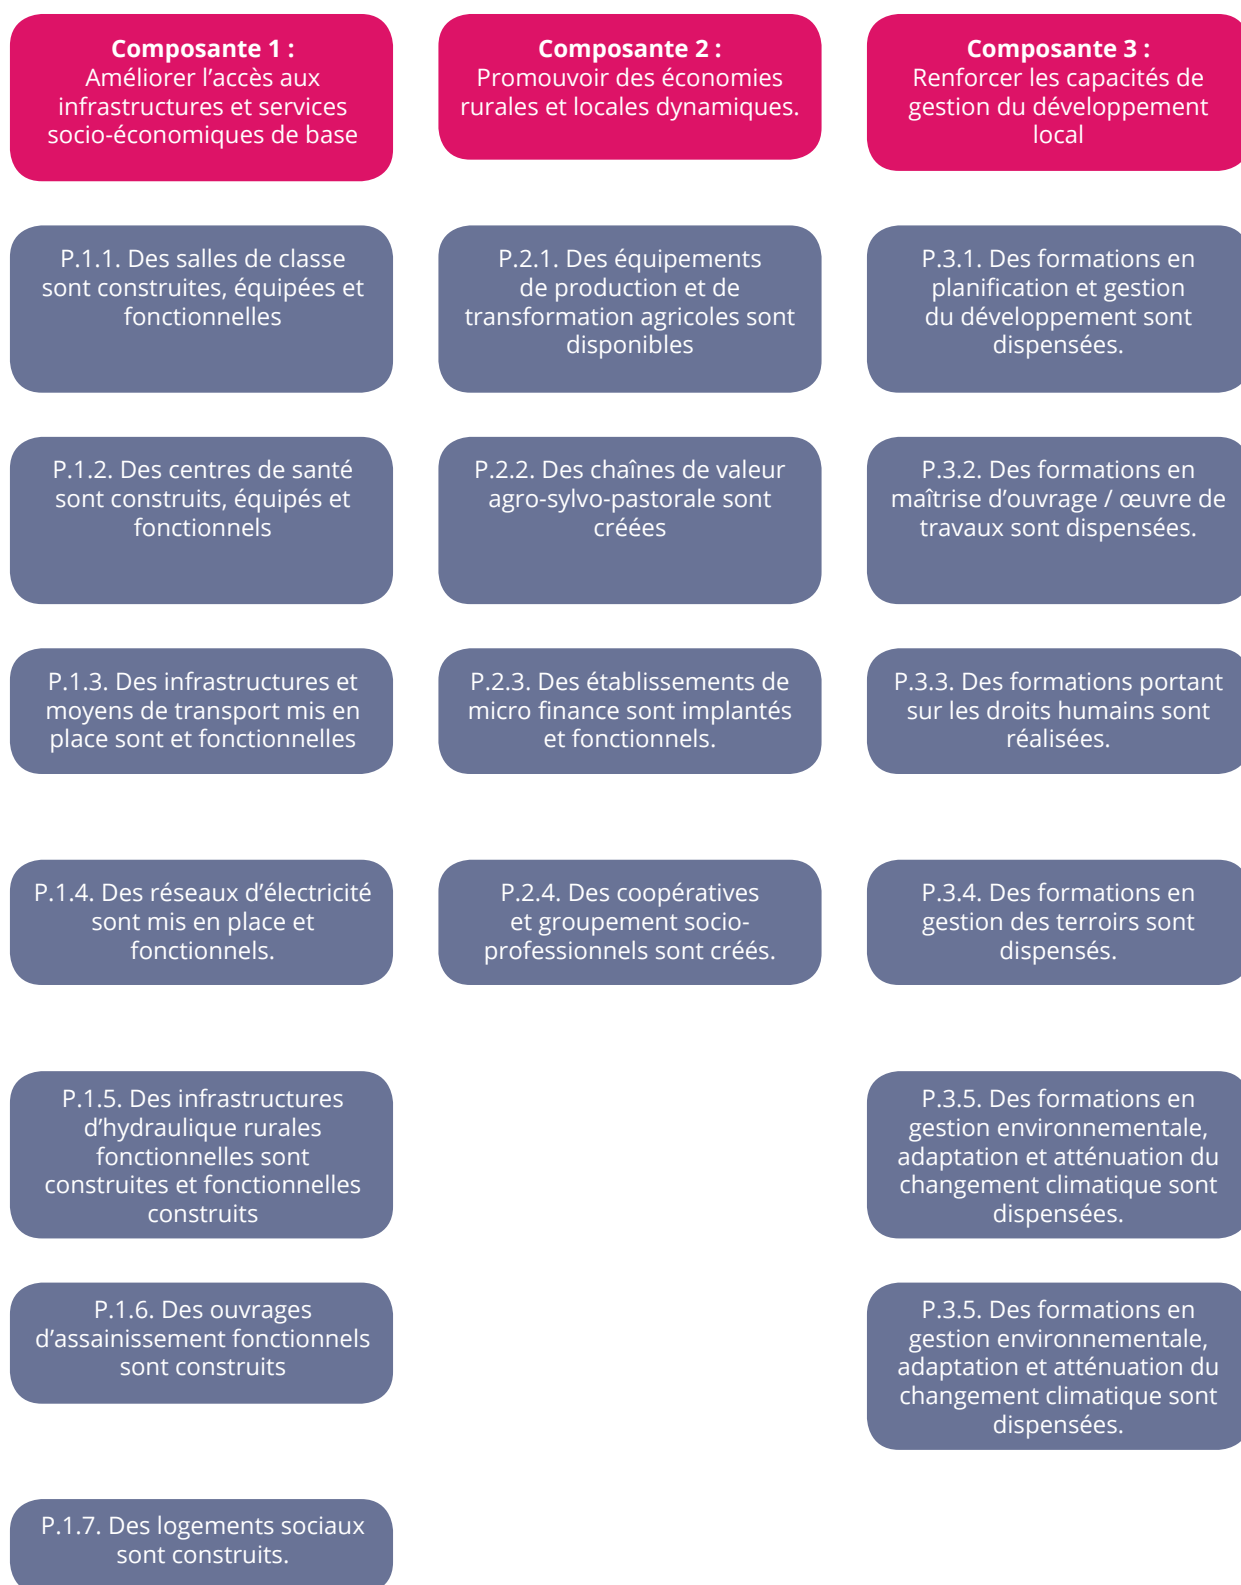 Composante 1 :
Améliorer l’accès aux
infrastructures et services
socio-économiques de base
Composante 2 :
Promouvoir des économies
rurales et locales dynamiques.
Composante 3 :
Renforcer les capacités de
gestion du développement
local
P.1.1. Des salles de classe
sont construites, équipées et
fonctionnelles
P.2.1. Des équipements
de production et de
transformation agricoles sont
disponibles
P.3.1. Des formations en
planification et gestion
du développement sont
dispensées.
P.1.2. Des centres de santé
sont construits, équipés et
fonctionnels
P.2.2. Des chaînes de valeur
agro-sylvo-pastorale sont
créées
P.3.2. Des formations en
maîtrise d’ouvrage / œuvre de
travaux sont dispensées.
P.1.3. Des infrastructures et
moyens de transport mis en
place sont et fonctionnelles
P.2.3. Des établissements de
micro finance sont implantés
et fonctionnels.
P.3.3. Des formations portant
sur les droits humains sont
réalisées.
P.1.4. Des réseaux d’électricité
sont mis en place et
fonctionnels.
P.2.4. Des coopératives
et groupement socio-
professionnels sont créés.
P.3.4. Des formations en
gestion des terroirs sont
dispensés.
P.1.5. Des infrastructures
d’hydraulique rurales
fonctionnelles sont
construites et fonctionnelles
construits
P.3.5. Des formations en
gestion environnementale,
adaptation et atténuation du
changement climatique sont
dispensées.
P.1.6. Des ouvrages
d’assainissement fonctionnels
sont construits
P.3.5. Des formations en
gestion environnementale,
adaptation et atténuation du
changement climatique sont
dispensées.
P.1.7. Des logements sociaux
sont construits.